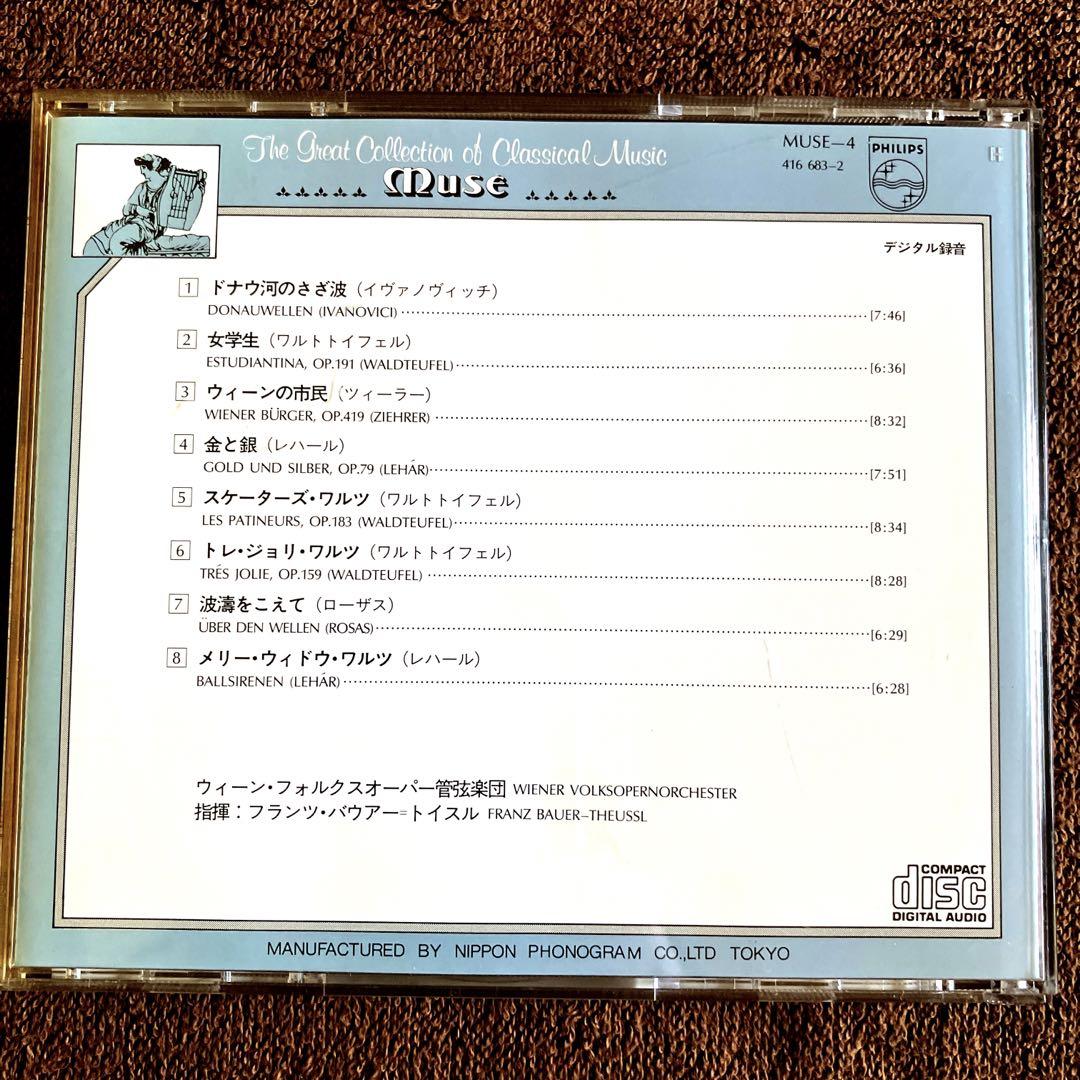 The Great Collection of Classical Music
Muse
MUSE–4
416 683–2
PHILIPS
デジタル録音
1 ドナウ河のさざ波（イヴァノヴィッチ）
DONAUWELLEN (IVANOVICI) [7:46]
2 女学生（ワルトトイフェル）
ESTUDIANTINA, OP.191 (WALDTEUFEL) [6:36]
3 ウィーンの市民（ツィーラー）
WIENER BÜRGER, OP.419 (ZIEHRER) [8:32]
4 金と銀（レハール）
GOLD UND SILBER, OP.79 (LEHÁR) [7:51]
5 スケーターズ・ワルツ（ワルトトイフェル）
LES PATINEURS, OP.183 (WALDTEUFEL) [8:34]
6 トレ・ジョリ・ワルツ（ワルトトイフェル）
TRÉS JOLIE, OP.159 (WALDTEUFEL) [8:28]
7 波濤をこえて（ローザス）
ÜBER DEN WELLEN (ROSAS) [6:29]
8 メリー・ウィドウ・ワルツ（レハール）
BALLSIRENEN (LEHÁR) [6:28]
ウィーン・フォルクスオーパー管弦楽団 WIENER VOLKSOPERNORCHESTER
指揮：フランツ・バウアー＝トイスル FRANZ BAUER–THEUSSL
COMPACT
disc
DIGITAL AUDIO
MANUFACTURED BY NIPPON PHONOGRAM CO.,LTD TOKYO